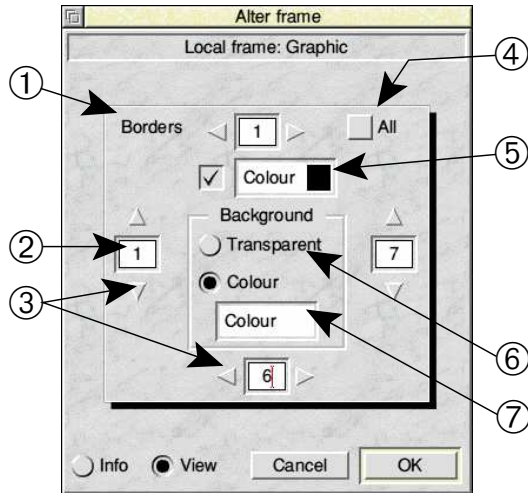 Alter frame
Local frame: Graphic
① ④
Borders 1 All
⑤
Colour
Background
② 1 Transparent 7
③ Colour
Colour
⑥
6
⑦
Info View Cancel OK